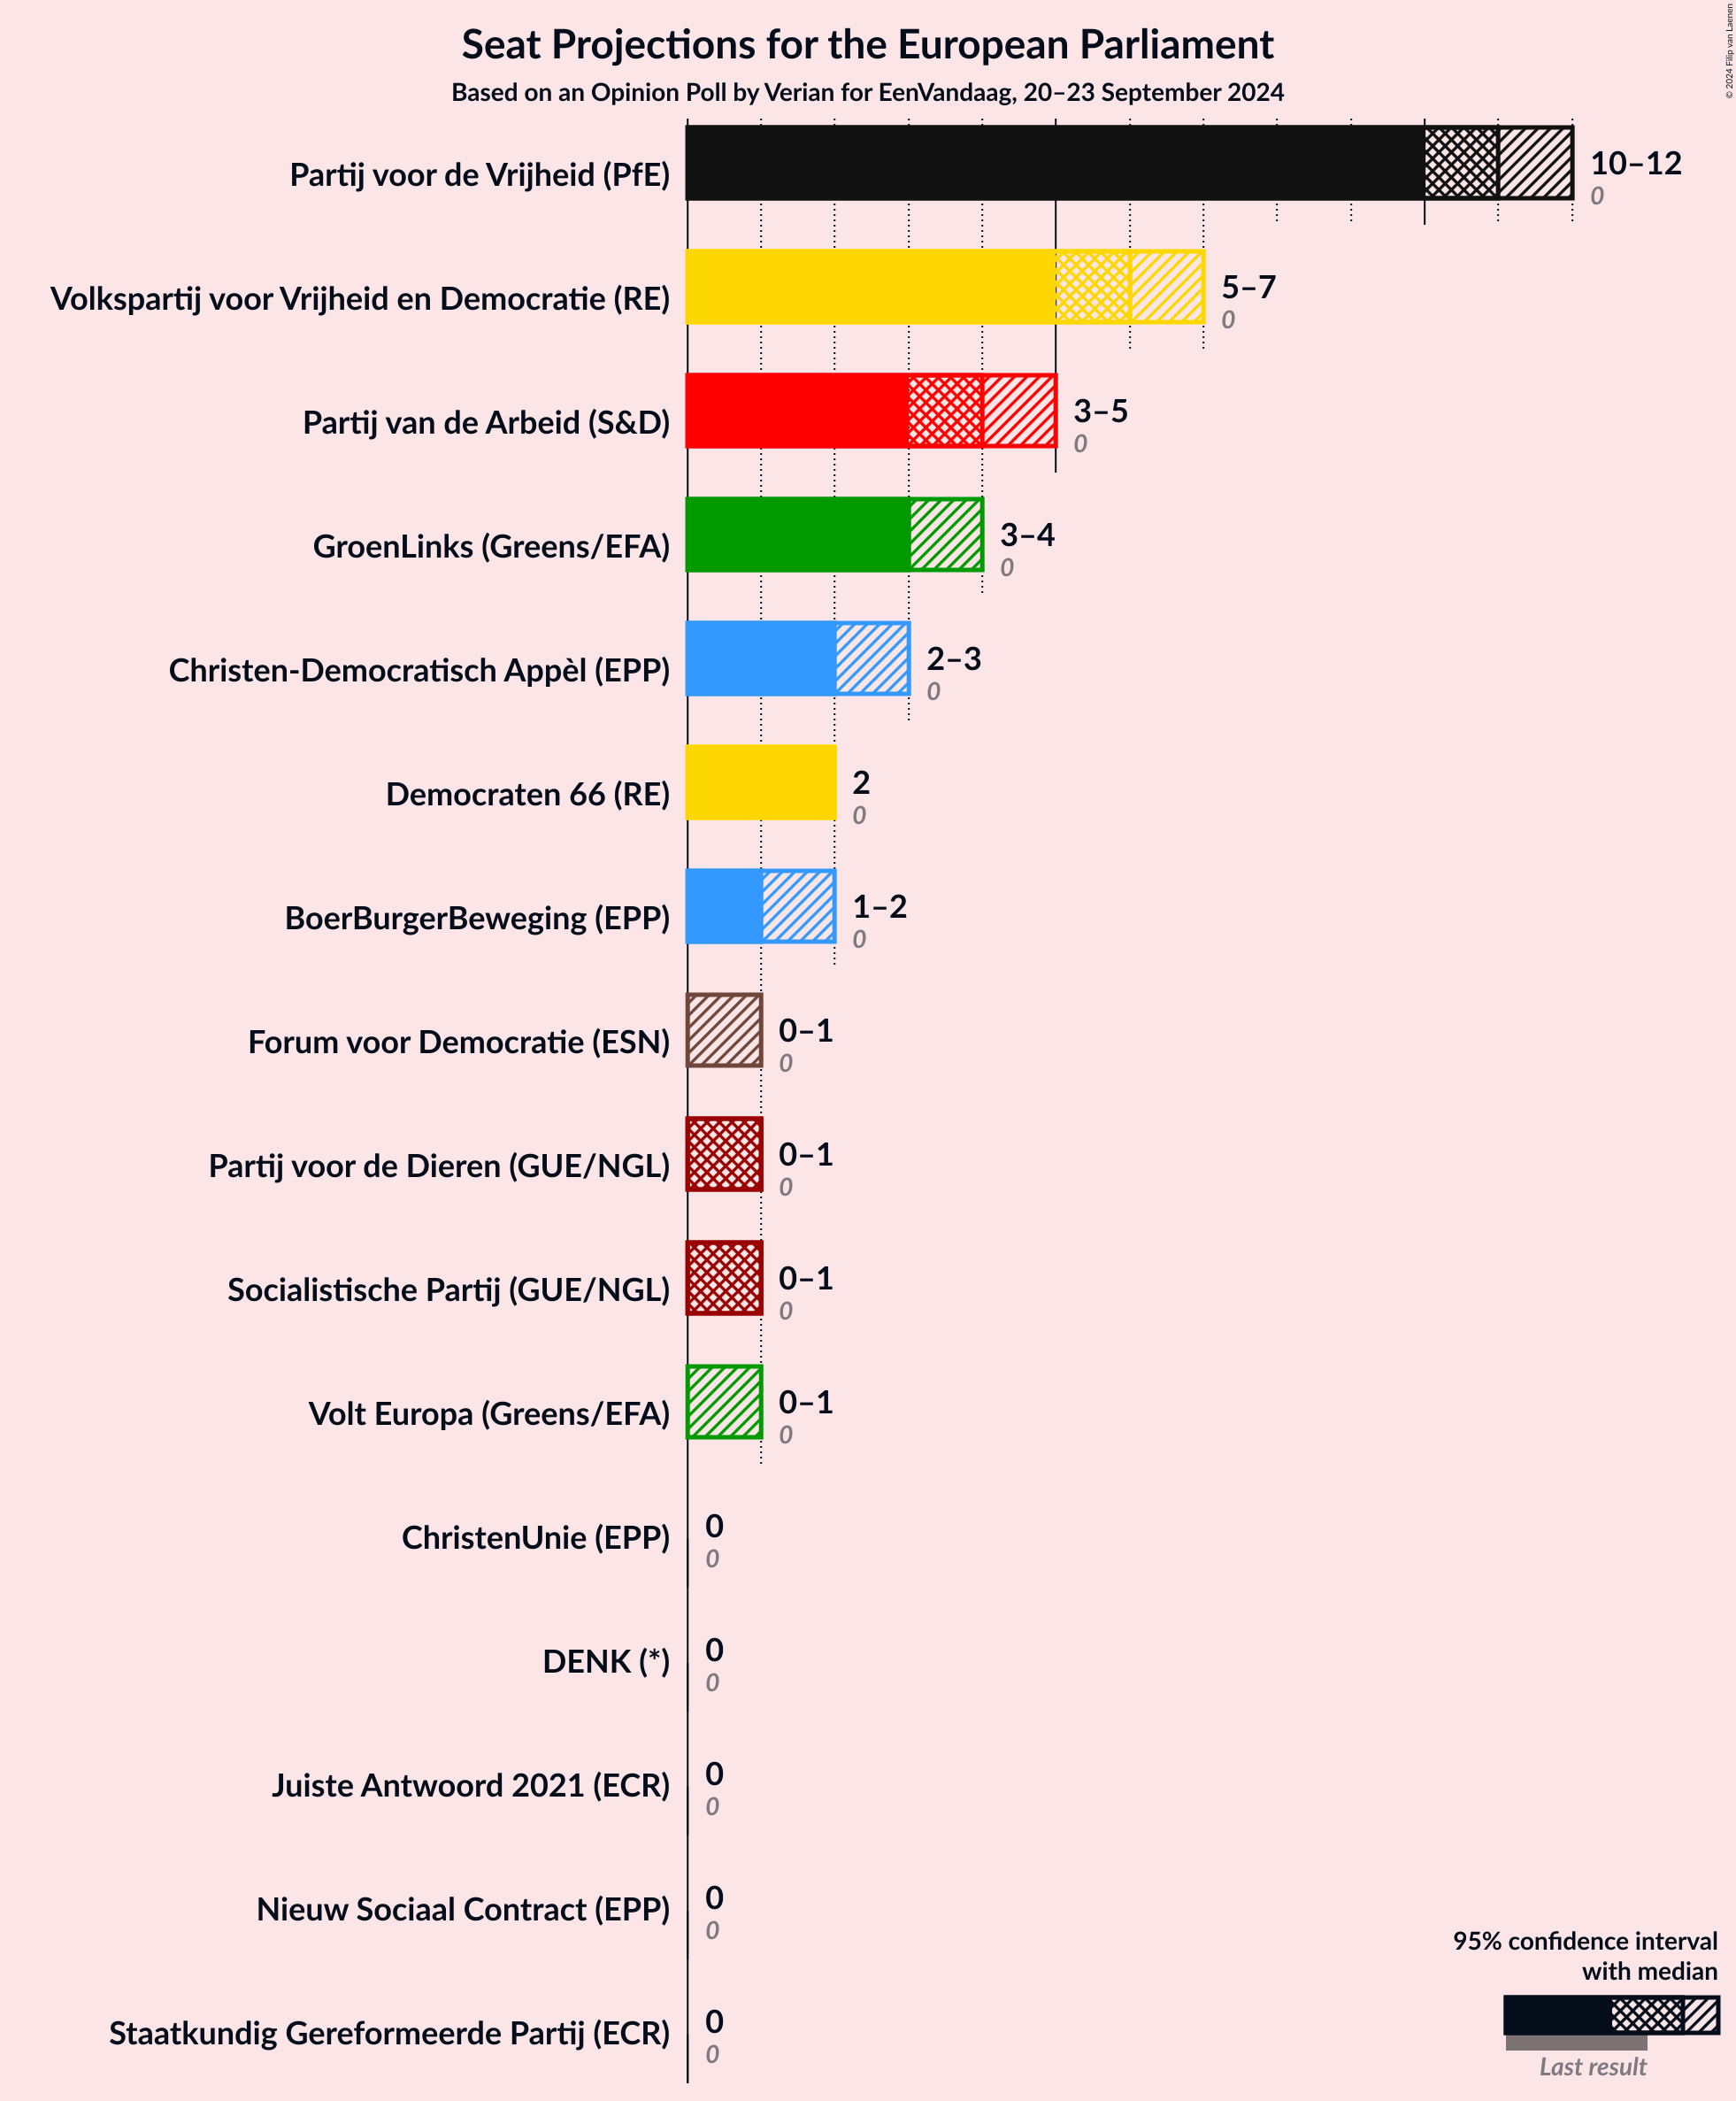 Seat Projections for the European Parliament
Based on an Opinion Poll by Verian for EenVandaag, 20–23 September 2024
© 2024 Filip van Laenen
Partij voor de Vrijheid (PfE)
10–12
0
Volkspartij voor Vrijheid en Democratie (RE)
5–7
0
Partij van de Arbeid (S&D)
3–5
0
GroenLinks (Greens/EFA)
3–4
0
Christen-Democratisch Appèl (EPP)
2–3
0
Democraten 66 (RE)
2
0
BoerBurgerBeweging (EPP)
1–2
0
Forum voor Democratie (ESN)
0–1
0
Partij voor de Dieren (GUE/NGL)
0–1
0
Socialistische Partij (GUE/NGL)
0–1
0
Volt Europa (Greens/EFA)
0–1
0
ChristenUnie (EPP)
0
0
DENK (*)
0
0
Juiste Antwoord 2021 (ECR)
0
0
Nieuw Sociaal Contract (EPP)
0
0
Staatkundig Gereformeerde Partij (ECR)
0
0
95% confidence interval
with median
Last result